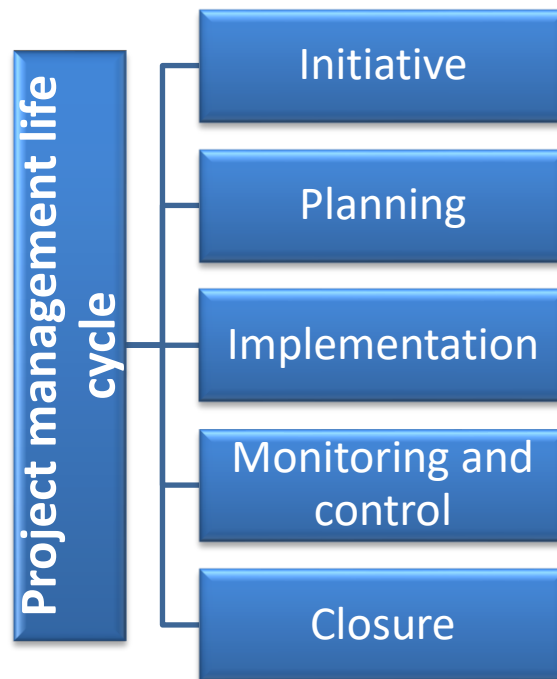 Project management life
cycle
Initiative
Planning
Implementation
Monitoring and
control
Closure